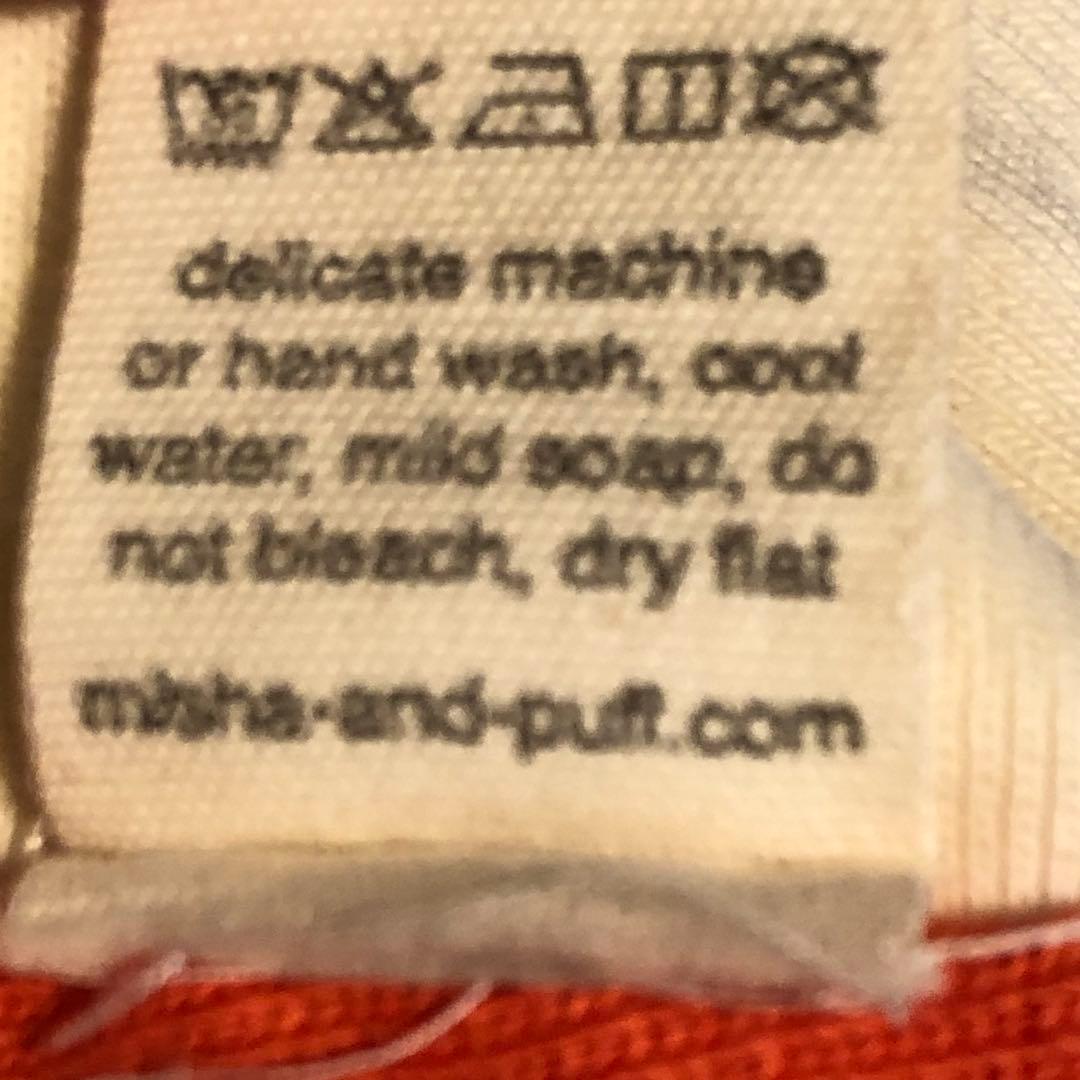 delicate machine
or hand wash, cool
water, mild soap, do
not bleach, dry flat
misha-and-puff.com